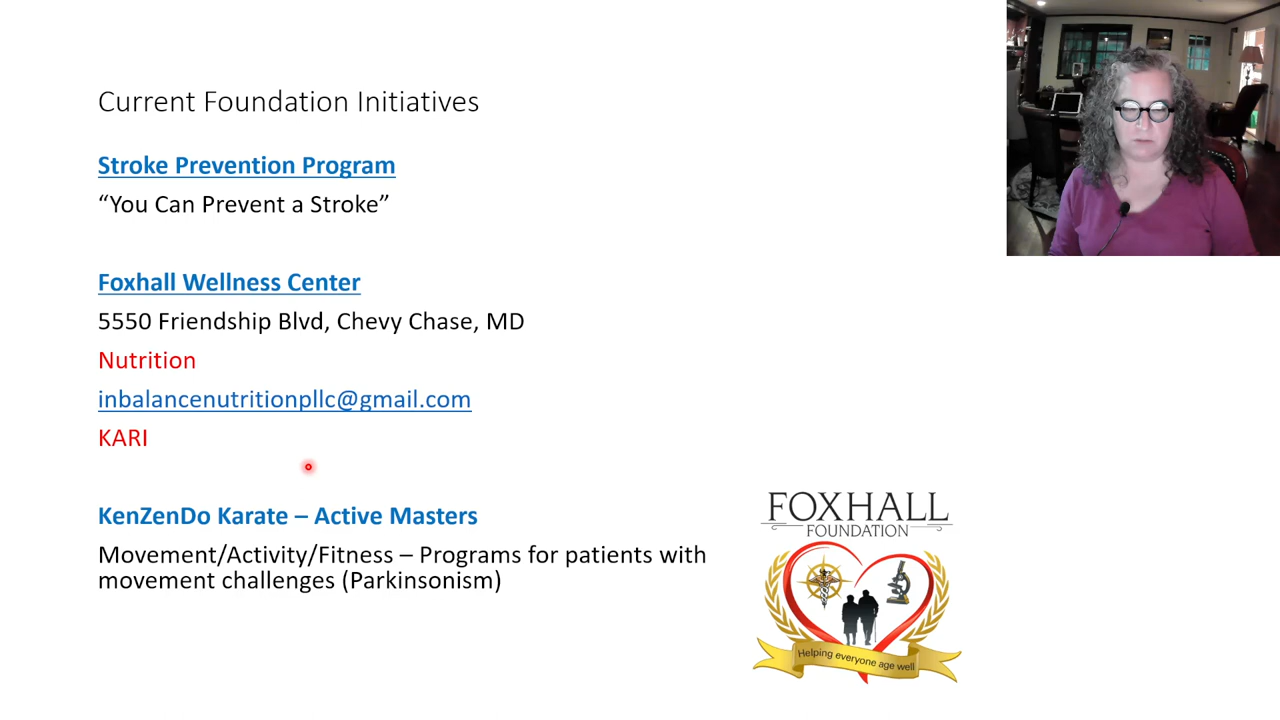 Current Foundation Initiatives
Stroke Prevention Program
“You Can Prevent a Stroke”
Foxhall Wellness Center
5550 Friendship Blvd, Chevy Chase, MD
Nutrition
inbalancenutritionpllc@gmail.com
KARI
KenZenDo Karate – Active Masters
Movement/Activity/Fitness – Programs for patients with
movement challenges (Parkinsonism)
FOXHALL
FOUNDATION
Helping everyone age well